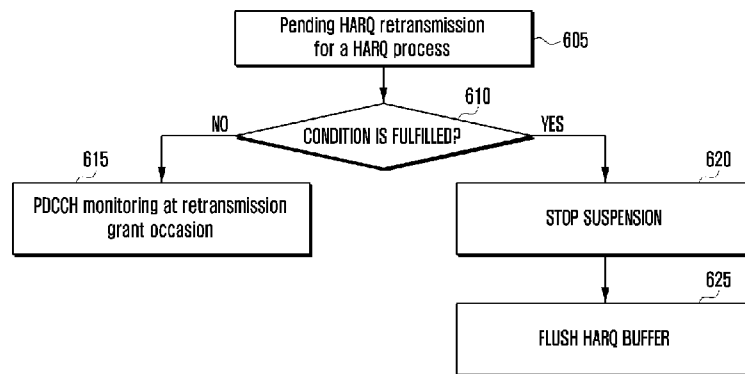 Pending HARQ retransmission
for a HARQ process
605
610
NO
CONDITION IS FULFILLED?
YES
615
620
PDCCH monitoring at retransmission
grant occasion
STOP SUSPENSION
625
FLUSH HARQ BUFFER